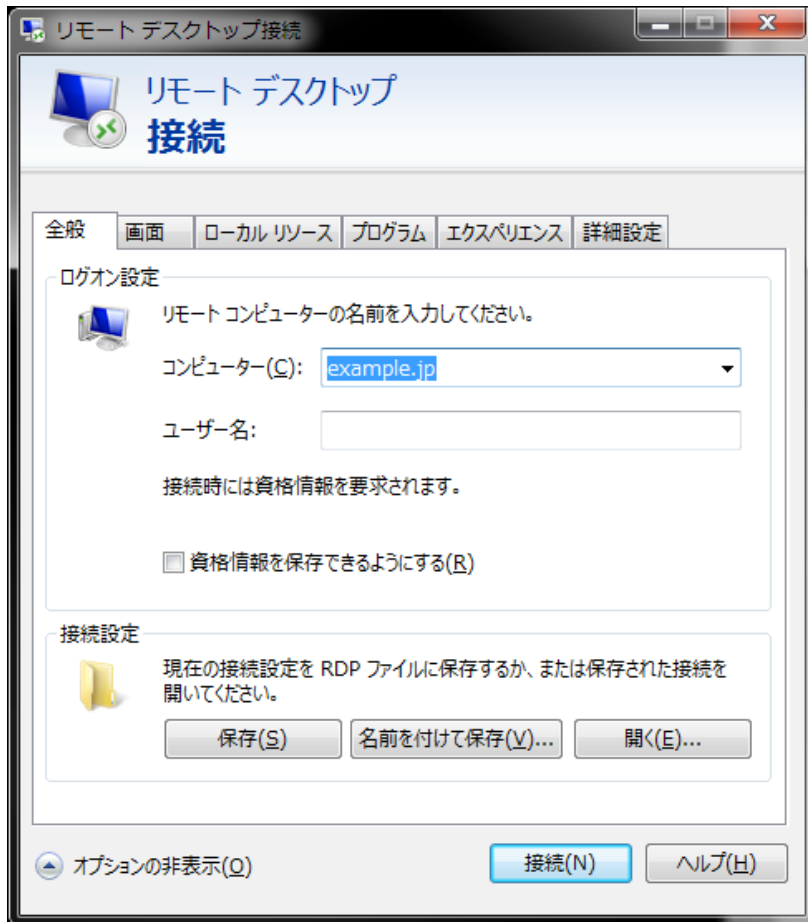 リモート デスクトップ接続
リモート デスクトップ
接続
全般 画面 ローカル リソース プログラム エクスペリエンス 詳細設定
ログオン設定
リモート コンピューターの名前を入力してください。
コンピューター(C): example.jp
ユーザー名:
接続時には資格情報を要求されます。
資格情報を保存できるようにする(R)
接続設定
現在の接続設定を RDP ファイルに保存するか、または保存された接続を
開いてください。
保存(S) 名前を付けて保存(V)... 開く(E)...
オプションの非表示(O) 接続(N) ヘルプ(H)